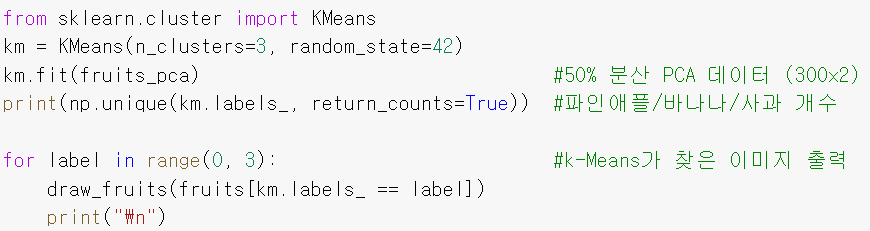 from sklearn.cluster import KMeans
km = KMeans(n_clusters=3, random_state=42)
km.fit(fruits_pca) #50% 분산 PCA 데이터 (300x2)
print(np.unique(km.labels_, return_counts=True)) #파인애플/바나나/사과 개수
for label in range(0, 3): #k-Means가 찾은 이미지 출력
    draw_fruits(fruits[km.labels_ == label])
    print("₩n")